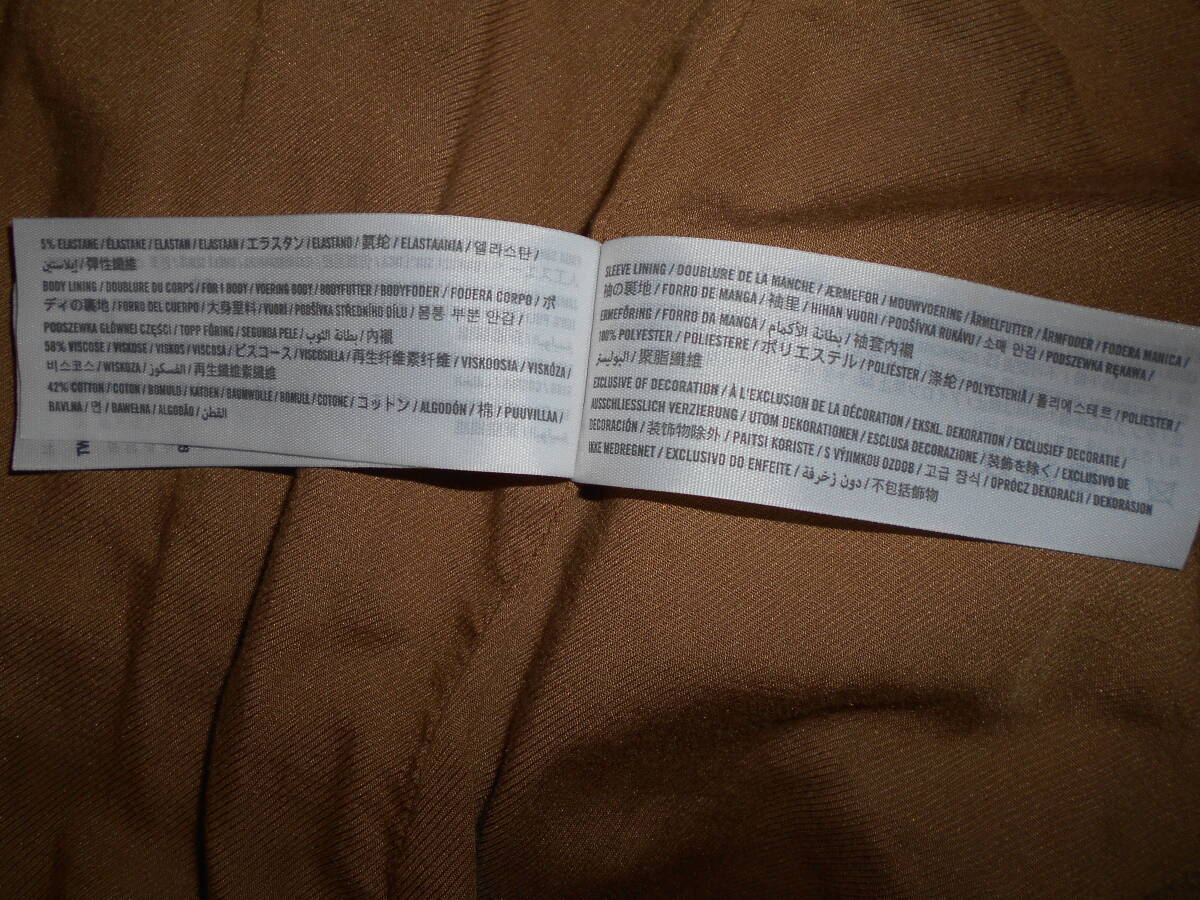 5% ELASTANE / ÉLASTANE / ELASTAN / ELASTAAN / エラスタン / ELASTANO / 氨纶 / ELASTAANIA / 엘라스탄 /
إيلاستين / 彈性纖維
BODY LINING / DOUBLURE DU CORPS / FOR I BODY / VOERING BODY / BODYFUTTER / BODYFODER / FODERA CORPO / ボ
ディの裏地 / FORRO DEL CUERPO / 大身里料 / VUORI / PODŠÍVKA STŘEDNÍHO DÍLU / 몸통 부분 안감 /
PODSZEWKA GŁÓWNEJ CZĘŚCI / TOPP FÔRING / SEGUNDA PELE / بطانة الثوب / 內襯
58% VISCOSE / VISKOSE / VISKOS / VISCOSA / ビスコース / VISCOSILLA / 再生纤维素纤维 / VISKOOSIA / VISKÓZA /
비스코스 / WISKOZA / الفسكوز / 再生纖維素纖維
42% COTTON / COTON / BOMULD / KATOEN / BAUMWOLLE / BOMULL / COTONE / コットン / ALGODÓN / 棉 / PUUVILLA /
BAVLNA / 면 / BAWEŁNA / ALGODÃO / القطن
SLEEVE LINING / DOUBLURE DE LA MANCHE / ÆRMEFOR / MOUWVOERING / ÄRMELFUTTER / ÄRMFODER / FODERA MANICA /
袖の裏地 / FORRO DE MANGA / 袖里 / HIHAN VUORI / PODŠÍVKA RUKÁVU / 소매 안감 / PODSZEWKA RĘKAWA /
ERMEFÔRING / FORRO DA MANGA / بطانة الأكمام / 袖套內襯
100% POLYESTER / POLIESTERE / ポリエステル / POLIÉSTER / 涤纶 / POLYESTERIÄ / 폴리에스테르 / POLIESTER /
البوليستر / 聚脂纖維
EXCLUSIVE OF DECORATION / À L'EXCLUSION DE LA DÉCORATION / EKSKL. DEKORATION / EXCLUSIEF DECORATIE /
AUSSCHLIESSLICH VERZIERUNG / UTOM DEKORATIONEN / ESCLUSA DECORAZIONE / 装飾を除く / EXCLUSIVO DE
DECORACIÓN / 装饰物除外 / PAITSI KORISTE / S VÝJIMKOU OZDOB / 고급 장식 / OPRÓCZ DEKORACJI / DEKORASJON
IKKE MEDREGNET / EXCLUSIVO DO ENFEITE / دون زخرفة / 不包括飾物